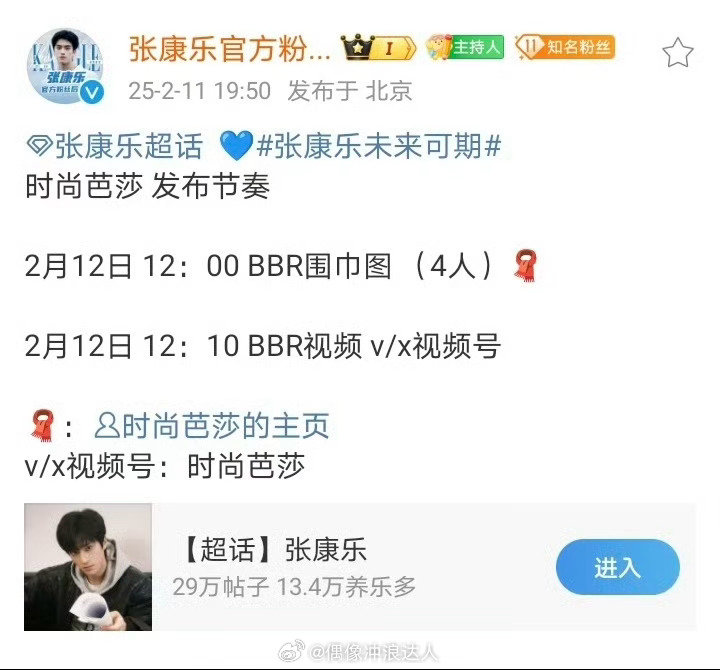 张康乐官方粉... I 主持人 11 知名粉丝
25-2-11 19:50 发布于 北京
张康乐超话 #张康乐未来可期#
时尚芭莎 发布节奏
2月12日 12：00 BBR围巾图（4人）
2月12日 12：10 BBR视频 v/x视频号
：时尚芭莎的主页
v/x视频号：时尚芭莎
【超话】张康乐
29万帖子 13.4万养乐多
进入
@偶像冲浪达人
张康乐